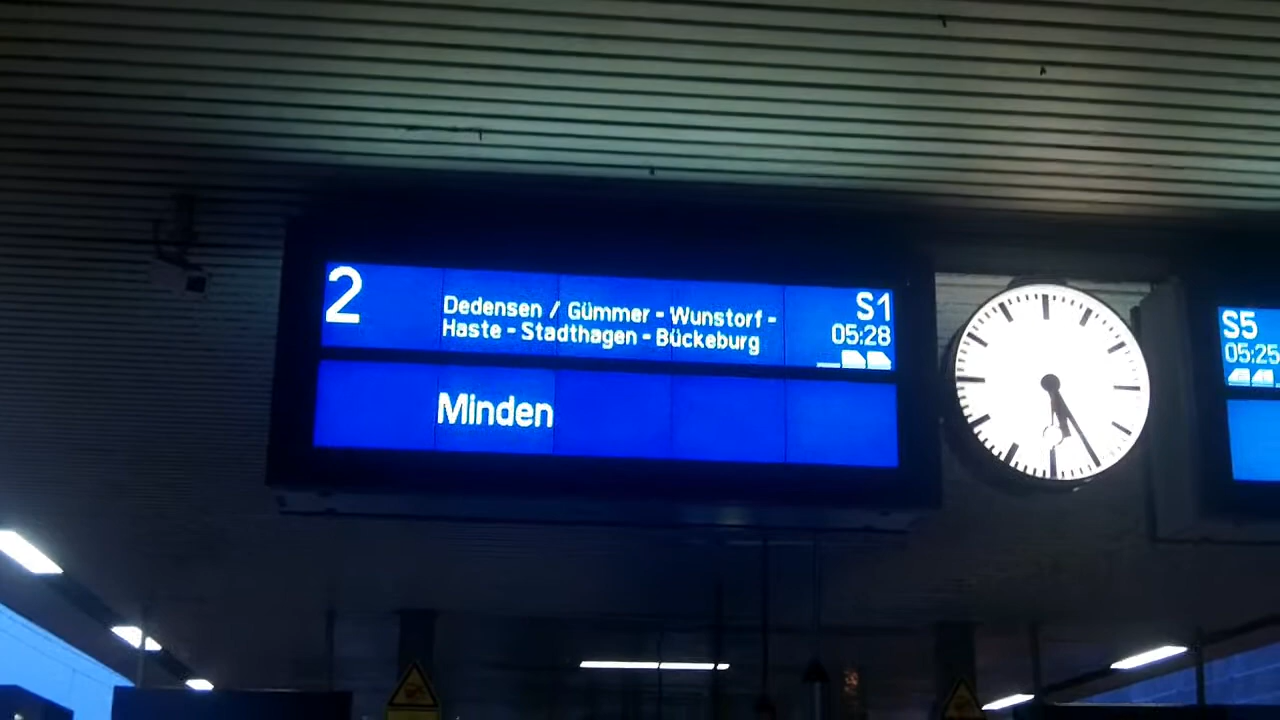 2
Dedensen / Gümmer - Wunstorf -
Haste - Stadthagen - Bückeburg
S1
05:28
Minden
S5
05:25